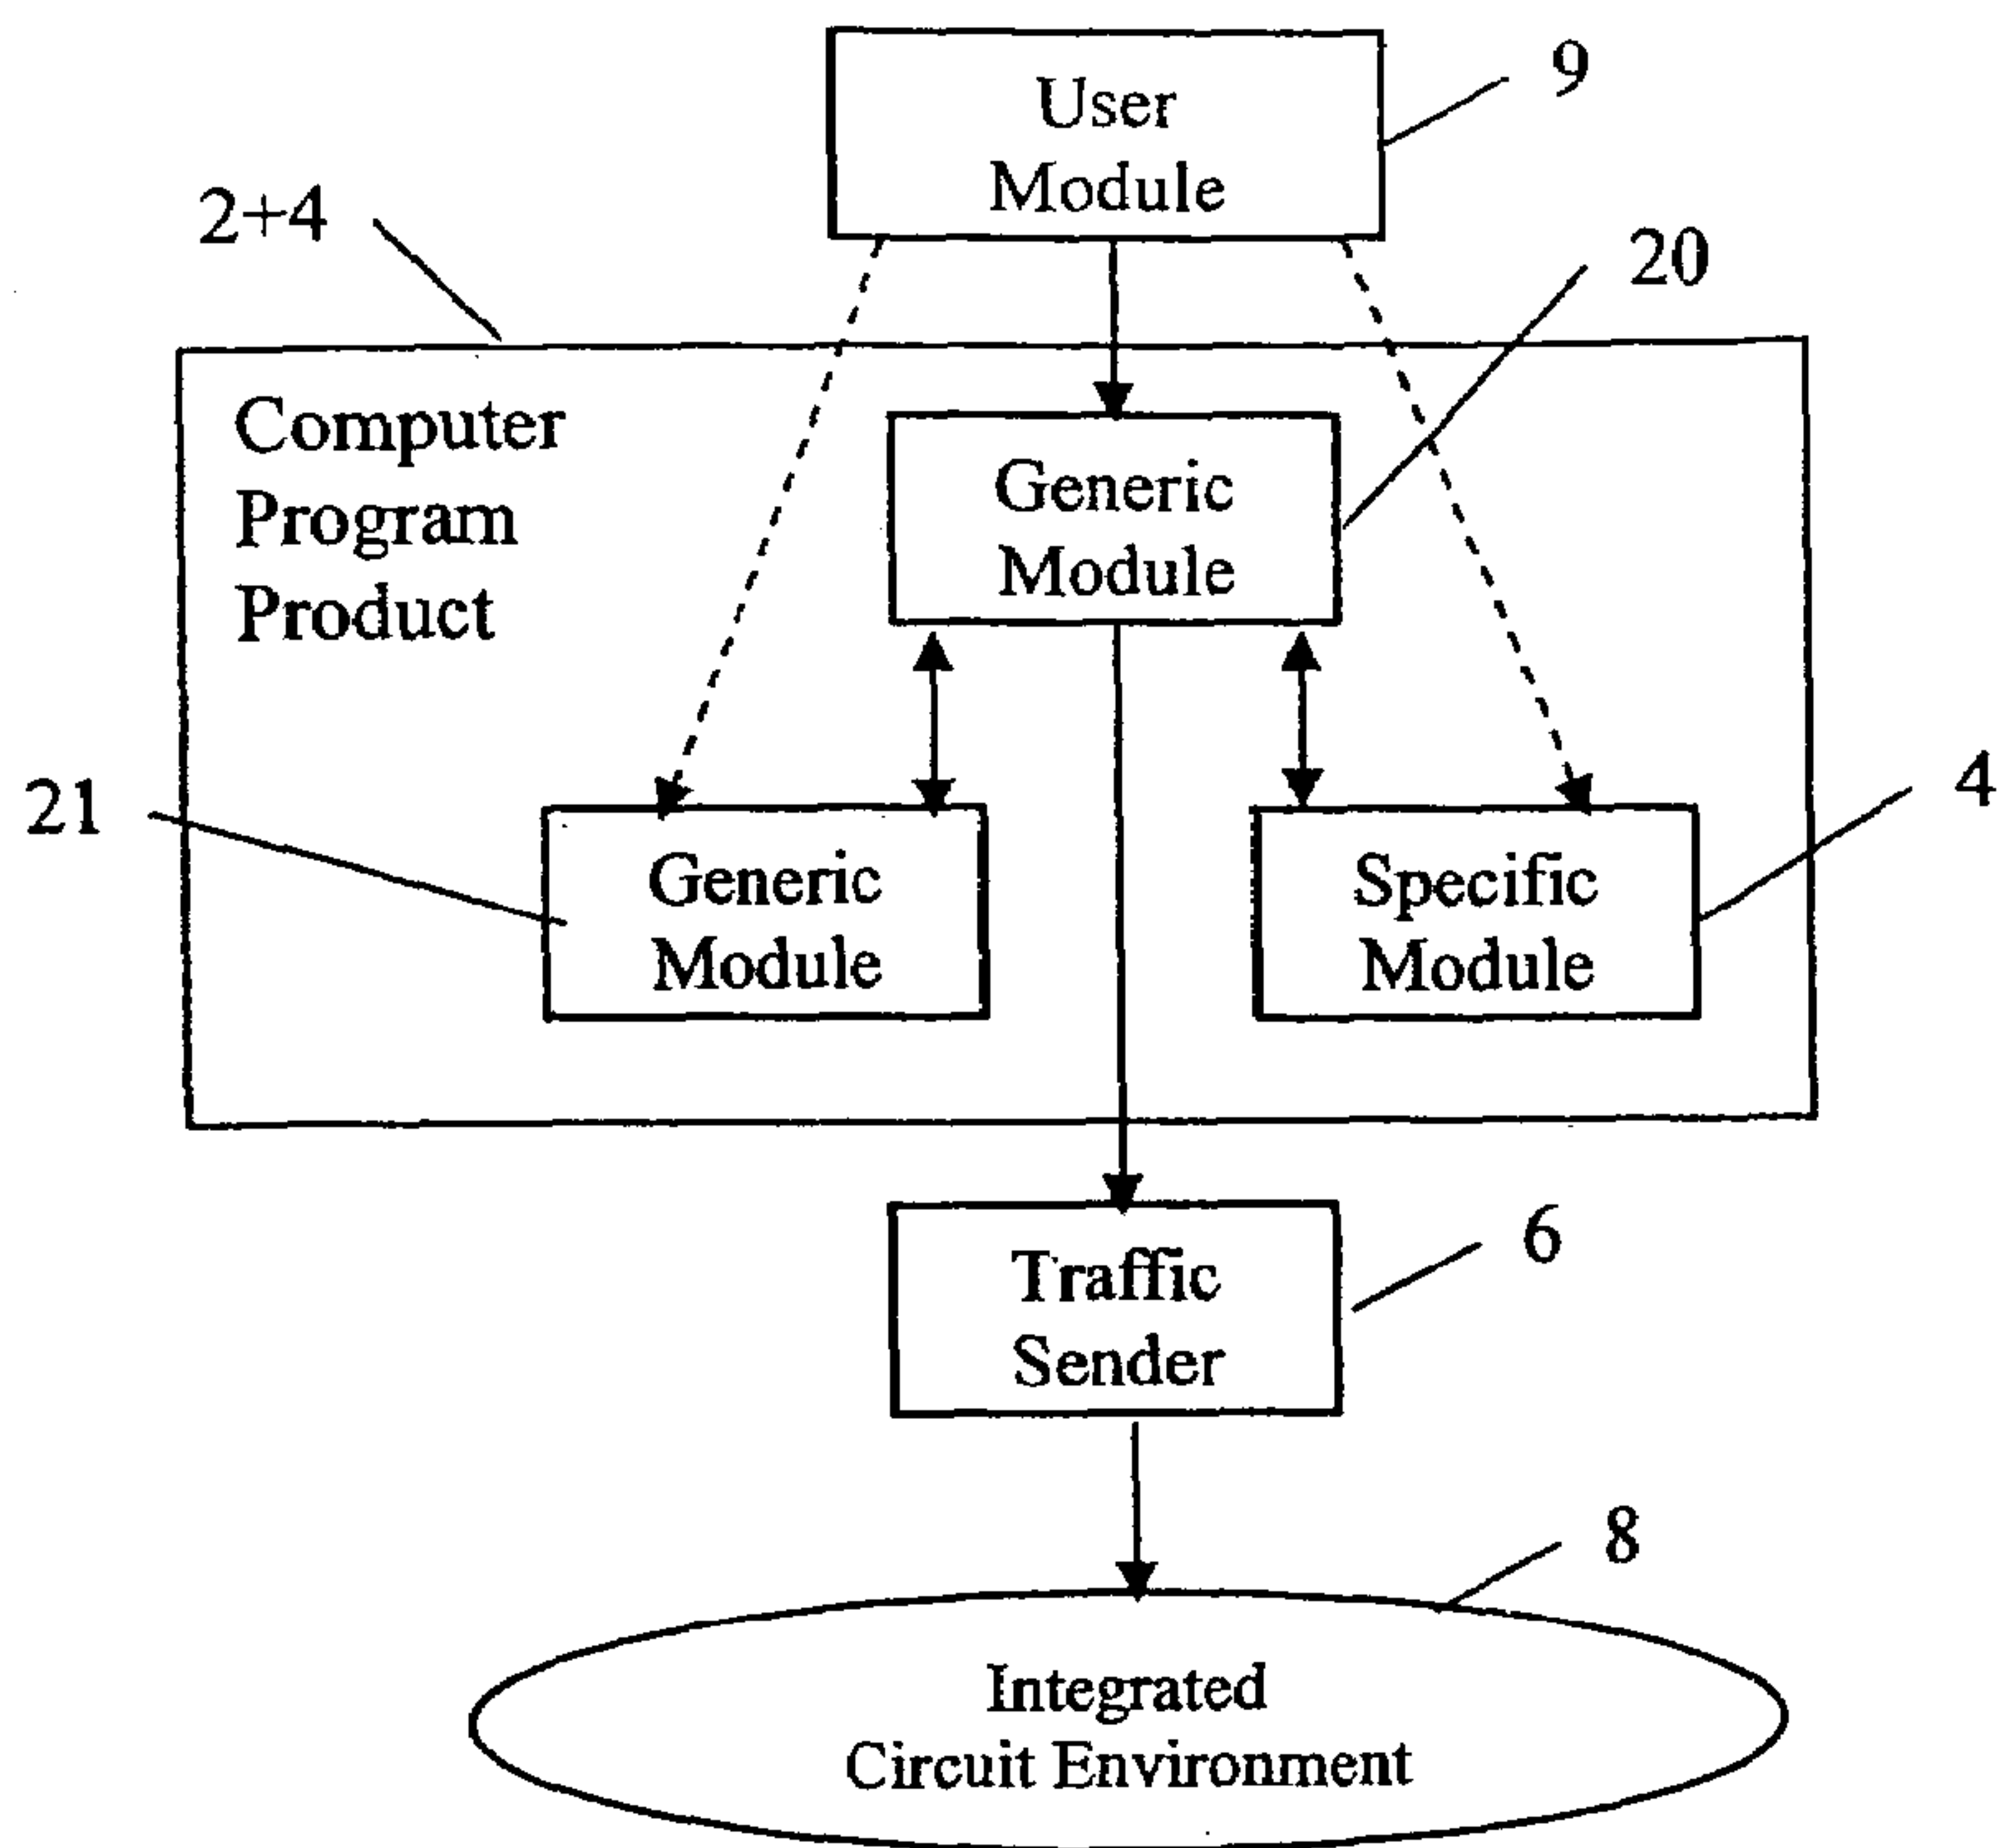 User
Module
9
2+4
20
Computer
Program
Product
Generic
Module
21
Generic
Module
Specific
Module
4
Traffic
Sender
6
8
Integrated
Circuit Environment